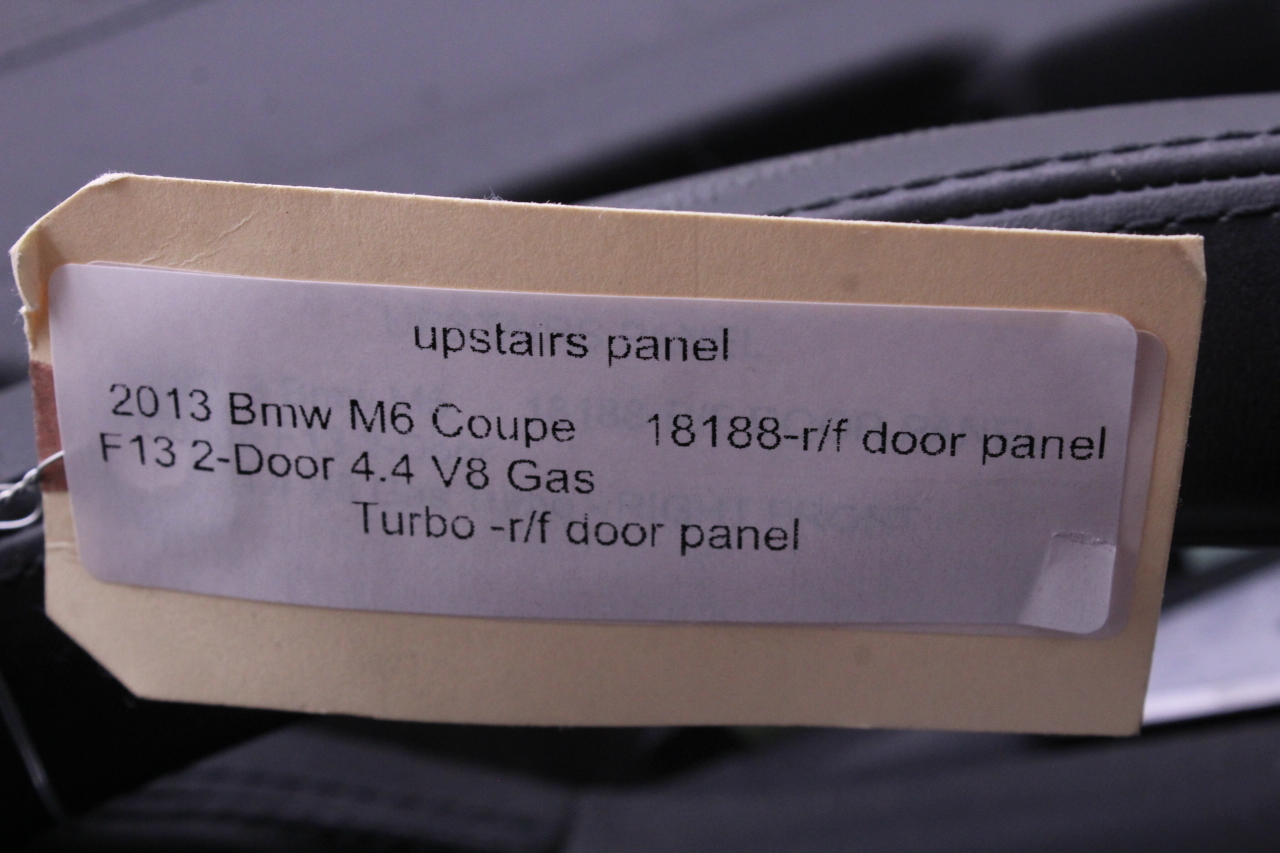 upstairs panel
2013 Bmw M6 Coupe 18188-r/f door panel
F13 2-Door 4.4 V8 Gas
Turbo -r/f door panel